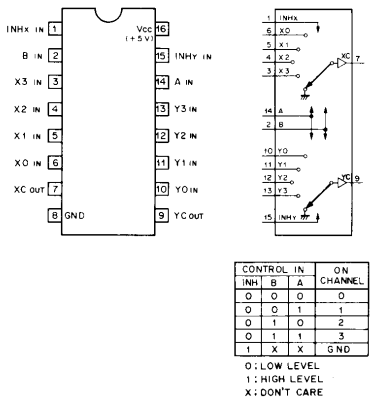 INHX IN 1
16 Vcc
(+5V)
B IN 2
15 INHY IN
X3 IN 3
14 A IN
X2 IN 4
13 Y3 IN
X1 IN 5
12 Y2 IN
X0 IN 6
11 Y1 IN
XC OUT 7
10 Y0 IN
8 GND
9 YC OUT
1 INHX
6 X0
5 X1
4 X2
3 X3
XC 7
14 A
2 B
10 Y0
11 Y1
12 Y2
13 Y3
YC 9
15 INHY
CONTROL IN ON CHANNEL
INH B A
0 0 0 0
0 0 1 1
0 1 0 2
0 1 1 3
1 X X GND
0 ; LOW LEVEL
1 ; HIGH LEVEL
X ; DON'T CARE